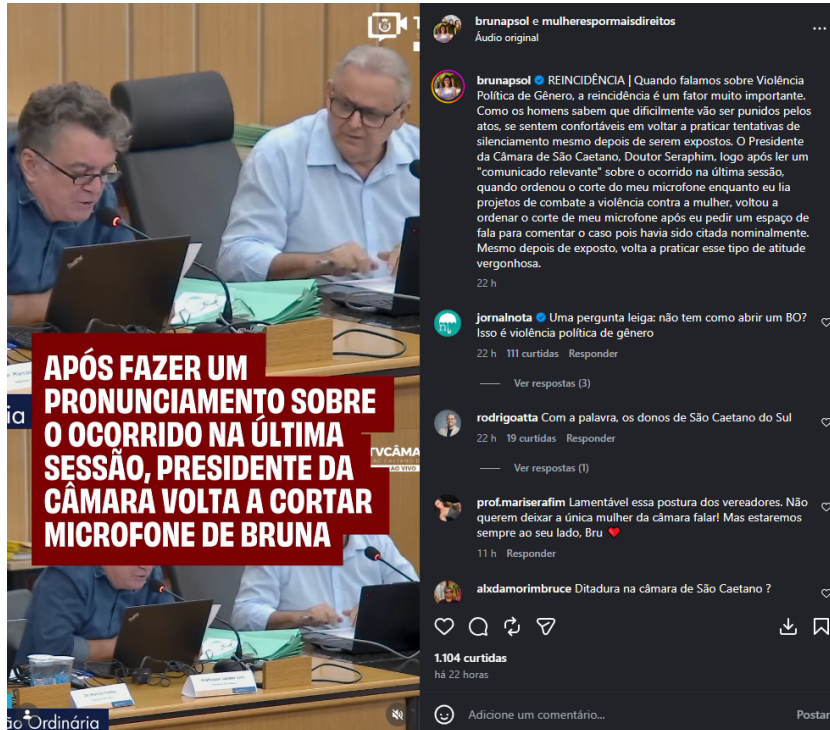 APÓS FAZER UM
PRONUNCIAMENTO SOBRE
O OCORRIDO NA ÚLTIMA
SESSÃO, PRESIDENTE DA
CÂMARA VOLTA A CORTAR
MICROFONE DE BRUNA
ThinkPad
ia
TVCÂMA
AO VIVO
ão Ordinária
brunapsol e mulherespormaisdireitos
Áudio original
brunapsol REINCIDÊNCIA | Quando falamos sobre Violência
Política de Gênero, a reincidência é um fator muito importante.
Como os homens sabem que dificilmente vão ser punidos pelos
atos, se sentem confortáveis em voltar a praticar tentativas de
silenciamento mesmo depois de serem expostos. O Presidente
da Câmara de São Caetano, Doutor Seraphim, logo após ler um
"comunicado relevante" sobre o ocorrido na última sessão,
quando ordenou o corte do meu microfone enquanto eu lia
projetos de combate a violência contra a mulher, voltou a
ordenar o corte de meu microfone após eu pedir um espaço de
fala para comentar o caso pois havia sido citada nominalmente.
Mesmo depois de exposto, volta a praticar esse tipo de atitude
vergonhosa.
22 h
jornalnota Uma pergunta leiga: não tem como abrir um BO?
Isso é violência política de gênero
22 h 111 curtidas Responder
Ver respostas (3)
rodrigoatta Com a palavra, os donos de São Caetano do Sul
22 h 19 curtidas Responder
Ver respostas (1)
prof.mariserafim Lamentável essa postura dos vereadores. Não
querem deixar a única mulher da câmara falar! Mas estaremos
sempre ao seu lado, Bru ❤️
11 h Responder
alxdamorimbruce Ditadura na câmara de São Caetano ?
1.104 curtidas
há 22 horas
Adicione um comentário...
Postar